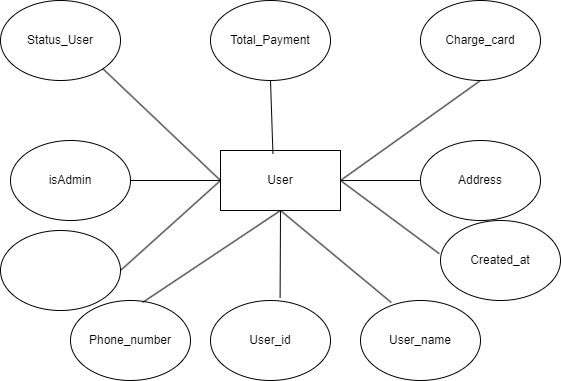 Status_User
Total_Payment
Charge_card
isAdmin
User
Address
Created_at
Phone_number
User_id
User_name